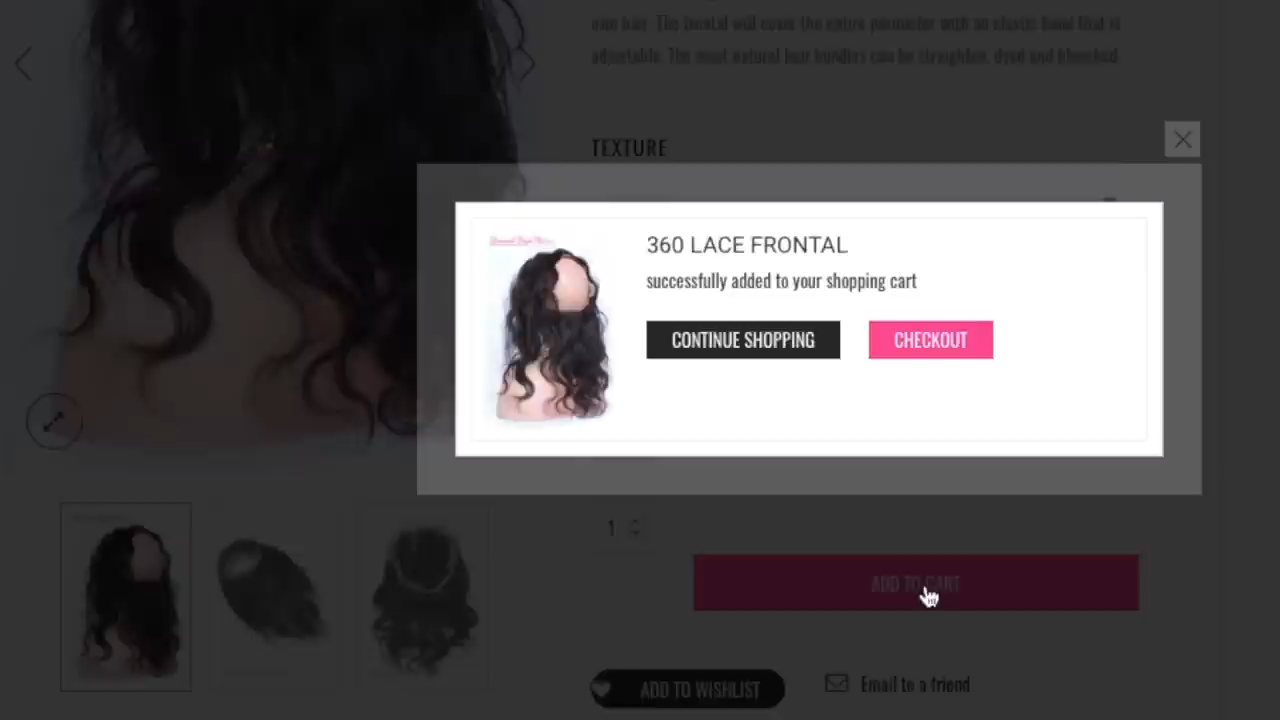 own hair. The frontal will cover the entire perimeter with an elastic band that is
adjustable. The most natural hair bundles can be straighten, dyed and bleached.
TEXTURE
360 LACE FRONTAL
successfully added to your shopping cart
CONTINUE SHOPPING
CHECKOUT
1
ADD TO CART
ADD TO WISHLIST
Email to a friend